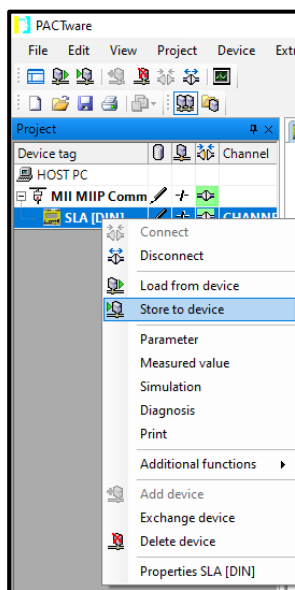 PACTware
File Edit View Project Device
Project
Device tag Channel
HOST PC
MII MIIP Comm
SLA [DIN]
Connect
Disconnect
Load from device
Store to device
Parameter
Measured value
Simulation
Diagnosis
Print
Additional functions
Add device
Exchange device
Delete device
Properties SLA [DIN]